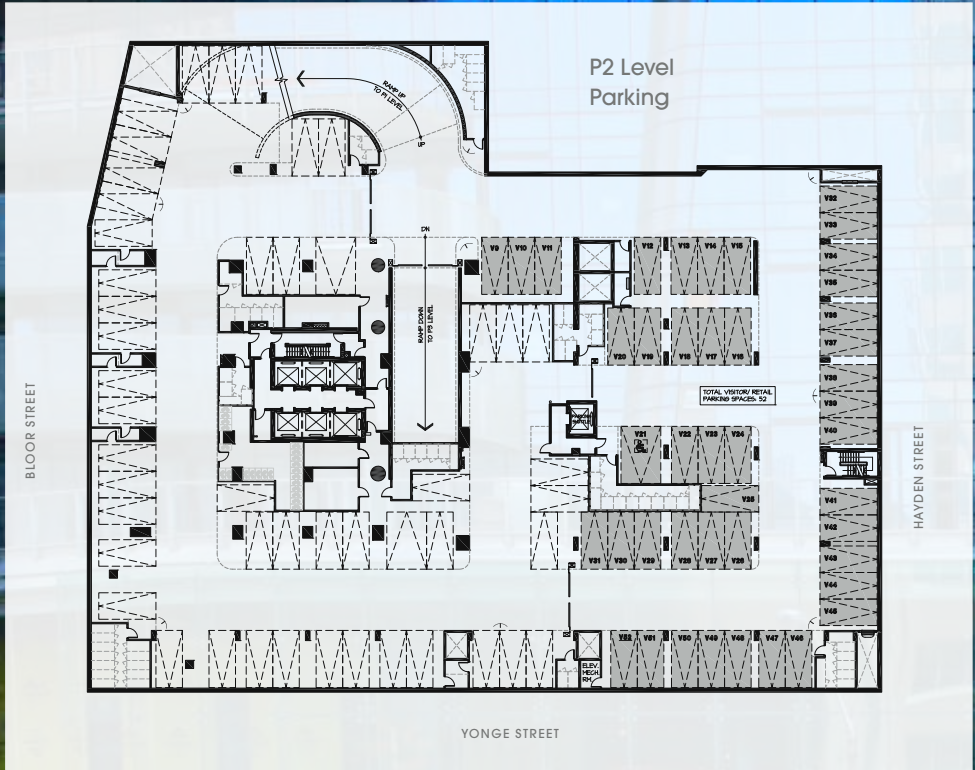 P2 Level
Parking
RAMP UP
TO P1 LEVEL
UP
V32
V33
DN
V9 V10 V11 V12 V13 V14 V15
V34
V35
RAMP DOWN
TO P3 LEVEL
V36
V37
V20 V19 V18 V17 V16
V38
V39
V40
TOTAL VISITOR/ RETAIL
PARKING SPACES: 52
BLOOR STREET
HAYDEN STREET
V21 V22 V23 V24
V25
V41
V42
V43
V44
V45
V31 V30 V29 V28 V27 V26
V52 V51 V50 V49 V48 V47 V46
ELEV.
MECH.
RM.
YONGE STREET